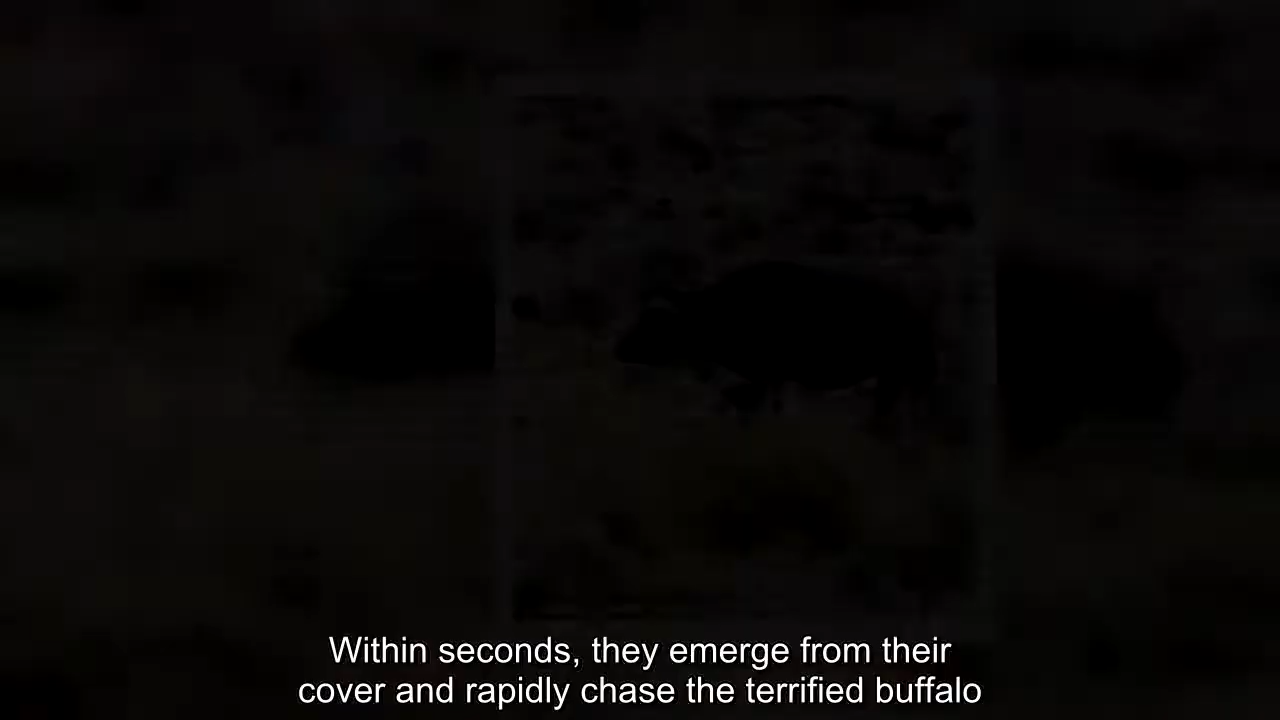 Within seconds, they emerge from their
cover and rapidly chase the terrified buffalo